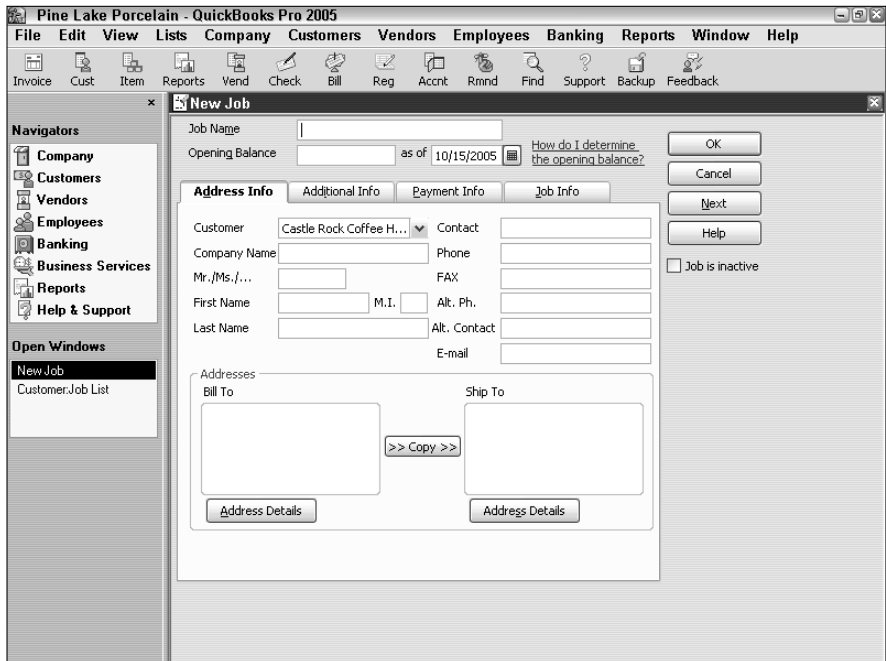 Pine Lake Porcelain - QuickBooks Pro 2005
File Edit View Lists Company Customers Vendors Employees Banking Reports Window Help
Invoice Cust Item Reports Vend Check Bill Reg Accnt Rmnd Find Support Backup Feedback
Navigators
Company
Customers
Vendors
Employees
Banking
Business Services
Reports
Help & Support
Open Windows
New Job
Customer:Job List
New Job
Job Name
Opening Balance as of 10/15/2005 How do I determine
the opening balance?
Address Info Additional Info Payment Info Job Info
Customer Castle Rock Coffee H... Contact
Company Name Phone
Mr./Ms./... FAX
First Name M.I. Alt. Ph.
Last Name Alt. Contact
E-mail
Addresses
Bill To Ship To
>> Copy >>
Address Details Address Details
OK
Cancel
Next
Help
Job is inactive